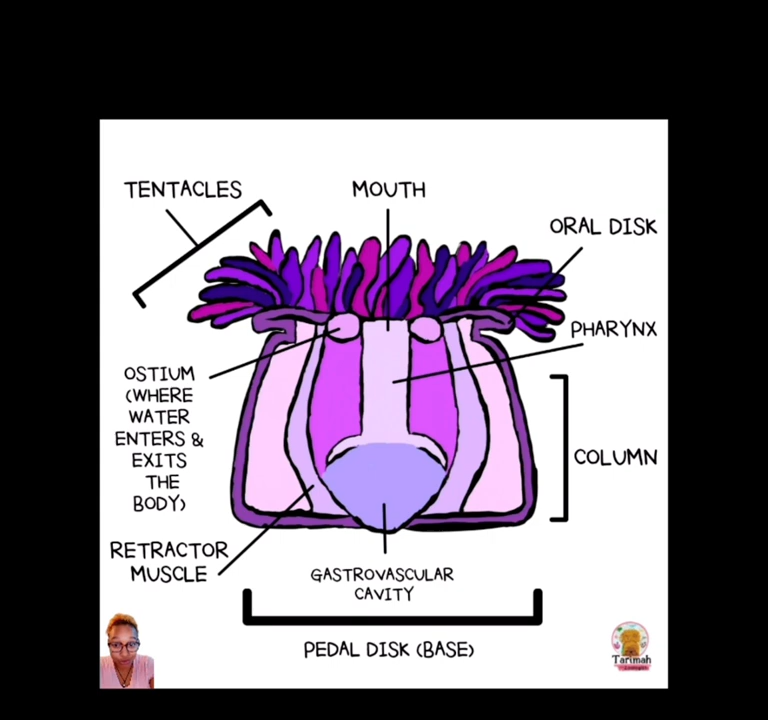 TENTACLES
MOUTH
ORAL DISK
PHARYNX
OSTIUM
(WHERE
WATER
ENTERS &
EXITS
THE
BODY)
COLUMN
RETRACTOR
MUSCLE
GASTROVASCULAR
CAVITY
PEDAL DISK (BASE)
Tarimah